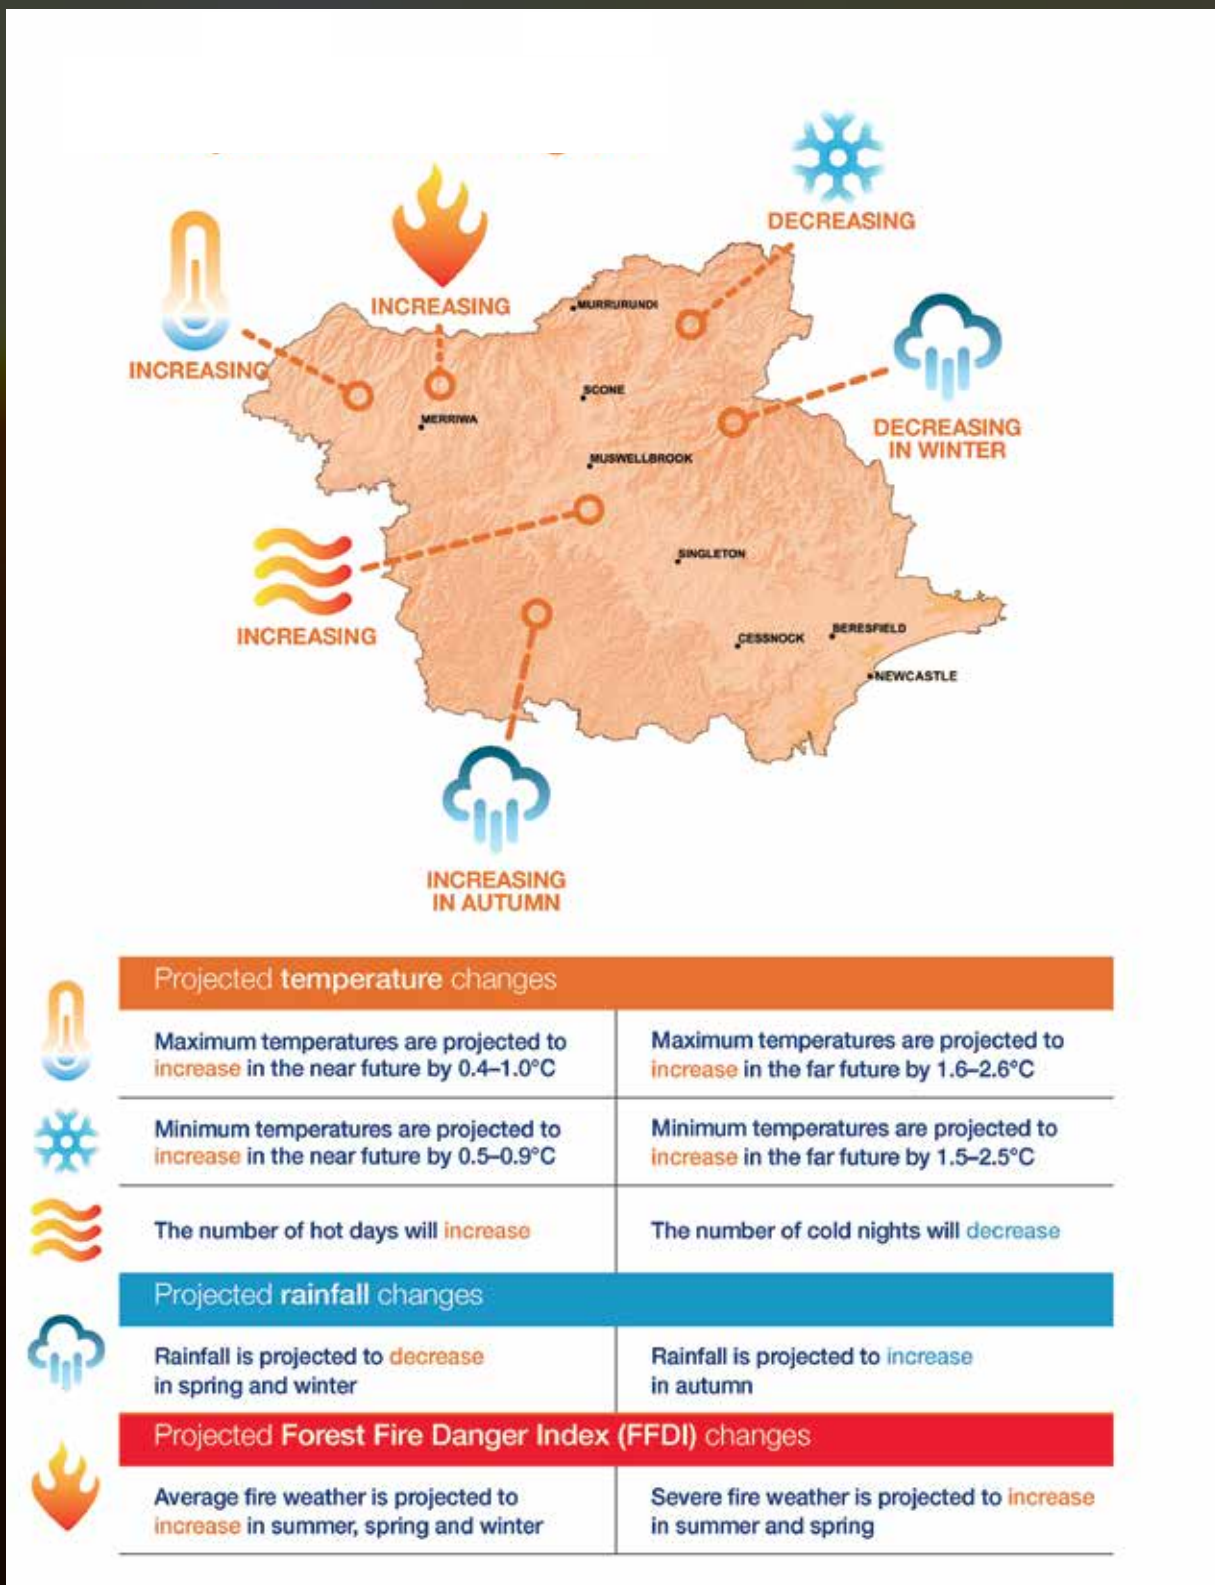 DECREASING
INCREASING
INCREASING
MURRURUNDI
DECREASING
IN WINTER
SCONE
MERRIWA
MUSWELLBROOK
SINGLETON
INCREASING
CESSNOCK
BERESFIELD
NEWCASTLE
INCREASING
IN AUTUMN
Projected temperature changes
Maximum temperatures are projected to
increase in the near future by 0.4–1.0°C
Maximum temperatures are projected to
increase in the far future by 1.6–2.6°C
Minimum temperatures are projected to
increase in the near future by 0.5–0.9°C
Minimum temperatures are projected to
increase in the far future by 1.5–2.5°C
The number of hot days will increase
The number of cold nights will decrease
Projected rainfall changes
Rainfall is projected to decrease
in spring and winter
Rainfall is projected to increase
in autumn
Projected Forest Fire Danger Index (FFDI) changes
Average fire weather is projected to
increase in summer, spring and winter
Severe fire weather is projected to increase
in summer and spring